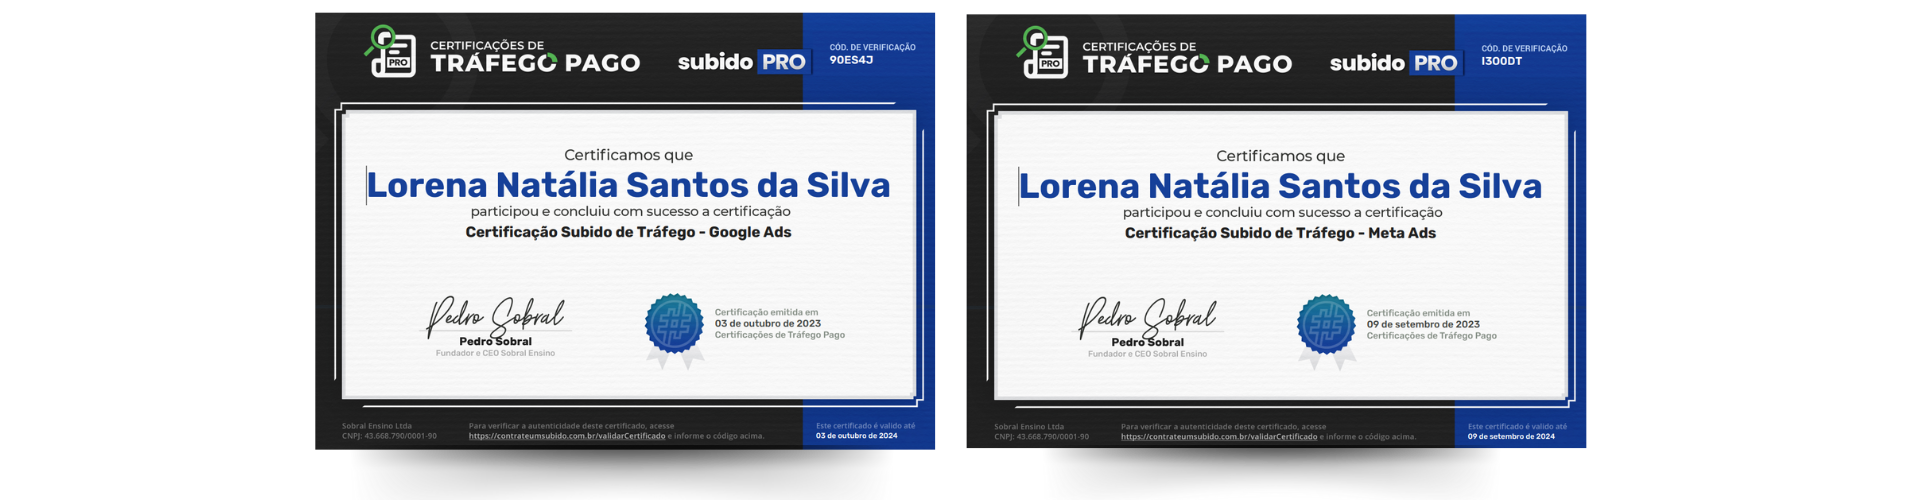 CERTIFICAÇÕES DE
TRÁFEGO PAGO
PRO
subido PRO
CÓD. DE VERIFICAÇÃO
90ES4J
Certificamos que
Lorena Natália Santos da Silva
participou e concluiu com sucesso a certificação
Certificação Subido de Tráfego - Google Ads
Pedro Sobral
Pedro Sobral
Fundador e CEO Sobral Ensino
Certificação emitida em
03 de outubro de 2023
Certificações de Tráfego Pago
Sobral Ensino Ltda
CNPJ: 43.668.790/0001-90
Para verificar a autenticidade deste certificado, acesse
https://contrateumsubido.com.br/validarCertificado e informe o código acima.
Este certificado é valido até
03 de outubro de 2024
CERTIFICAÇÕES DE
TRÁFEGO PAGO
PRO
subido PRO
CÓD. DE VERIFICAÇÃO
I300DT
Certificamos que
Lorena Natália Santos da Silva
participou e concluiu com sucesso a certificação
Certificação Subido de Tráfego - Meta Ads
Pedro Sobral
Pedro Sobral
Fundador e CEO Sobral Ensino
Certificação emitida em
09 de setembro de 2023
Certificações de Tráfego Pago
Sobral Ensino Ltda
CNPJ: 43.668.790/0001-90
Para verificar a autenticidade deste certificado, acesse
https://contrateumsubido.com.br/validarCertificado e informe o código acima.
Este certificado é valido até
09 de setembro de 2024